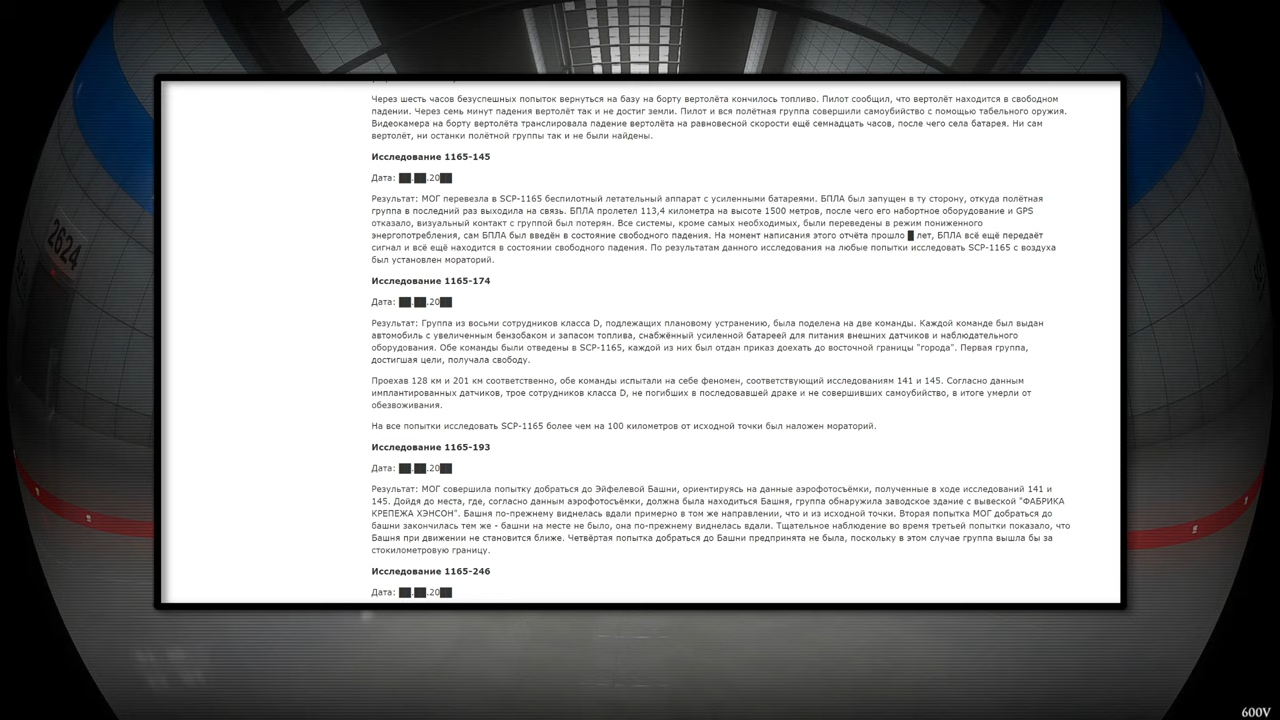 Через шесть часов безуспешных попыток вернуться на базу на борту вертолёта кончилось топливо. Пилот сообщил, что вертолёт находится в свободном
падении. Через семь минут падения вертолёт так и не достиг земли. Пилот и вся полётная группа совершили самоубийство с помощью табельного оружия.
Видеокамера на борту вертолёта транслировала падение вертолёта на равновесной скорости ещё семнадцать часов, после чего села батарея. Ни сам
вертолёт, ни останки полётной группы так и не были найдены.
Исследование 1165-145
Дата: ██.██.20██
Результат: МОГ перевезла в SCP-1165 беспилотный летательный аппарат с усиленными батареями. БПЛА был запущен в ту сторону, откуда полётная
группа в последний раз выходила на связь. БПЛА пролетел 113,4 километра на высоте 1500 метров, после чего его набортное оборудование и GPS
отказало, визуальный контакт с группой был потерян. Все системы, кроме самых необходимых, были переведены в режим пониженного
энергопотребления, сам БПЛА был введён в состояние свободного падения. На момент написания этого отчёта прошло █ лет, БПЛА всё ещё передаёт
сигнал и всё ещё находится в состоянии свободного падения. По результатам данного исследования на любые попытки исследовать SCP-1165 с воздуха
был установлен мораторий.
Исследование 1165-174
Дата: ██.██.20██
Результат: Группа из восьми сотрудников класса D, подлежащих плановому устранению, была поделена на две команды. Каждой команде был выдан
автомобиль с увеличенным бензобаком и запасом топлива, снабжённый усиленной батареей для питания внешних датчиков и наблюдательного
оборудования. Обе команды были отведены в SCP-1165, каждой из них был отдан приказ доехать до восточной границы "города". Первая группа,
достигшая цели, получала свободу.
Проехав 128 км и 201 км соответственно, обе команды испытали на себе феномен, соответствующий исследованиям 141 и 145. Согласно данным
имплантированных датчиков, трое сотрудников класса D, не погибших в последовавшей драке и не совершивших самоубийство, в итоге умерли от
обезвоживания.
На все попытки исследовать SCP-1165 более чем на 100 километров от исходной точки был наложен мораторий.
Исследование 1165-193
Дата: ██.██.20██
Результат: МОГ совершила попытку добраться до Эйфелевой Башни, ориентируясь на данные аэрофотосъёмки, полученные в ходе исследований 141 и
145. Дойдя до места, где, согласно данным аэрофотосъёмки, должна была находиться Башня, группа обнаружила заводское здание с вывеской "ФАБРИКА
КРЕПЕЖА ХЭНСОН". Башня по-прежнему виднелась вдали примерно в том же направлении, что и из исходной точки. Вторая попытка МОГ добраться до
башни закончилась тем же - башни на месте не было, она по-прежнему виднелась вдали. Тщательное наблюдение во время третьей попытки показало, что
Башня при движении не становится ближе. Четвёртая попытка добраться до Башни предпринята не была, поскольку в этом случае группа вышла бы за
стокилометровую границу.
Исследование 1165-246
Дата: ██.██.20██
2624
600V